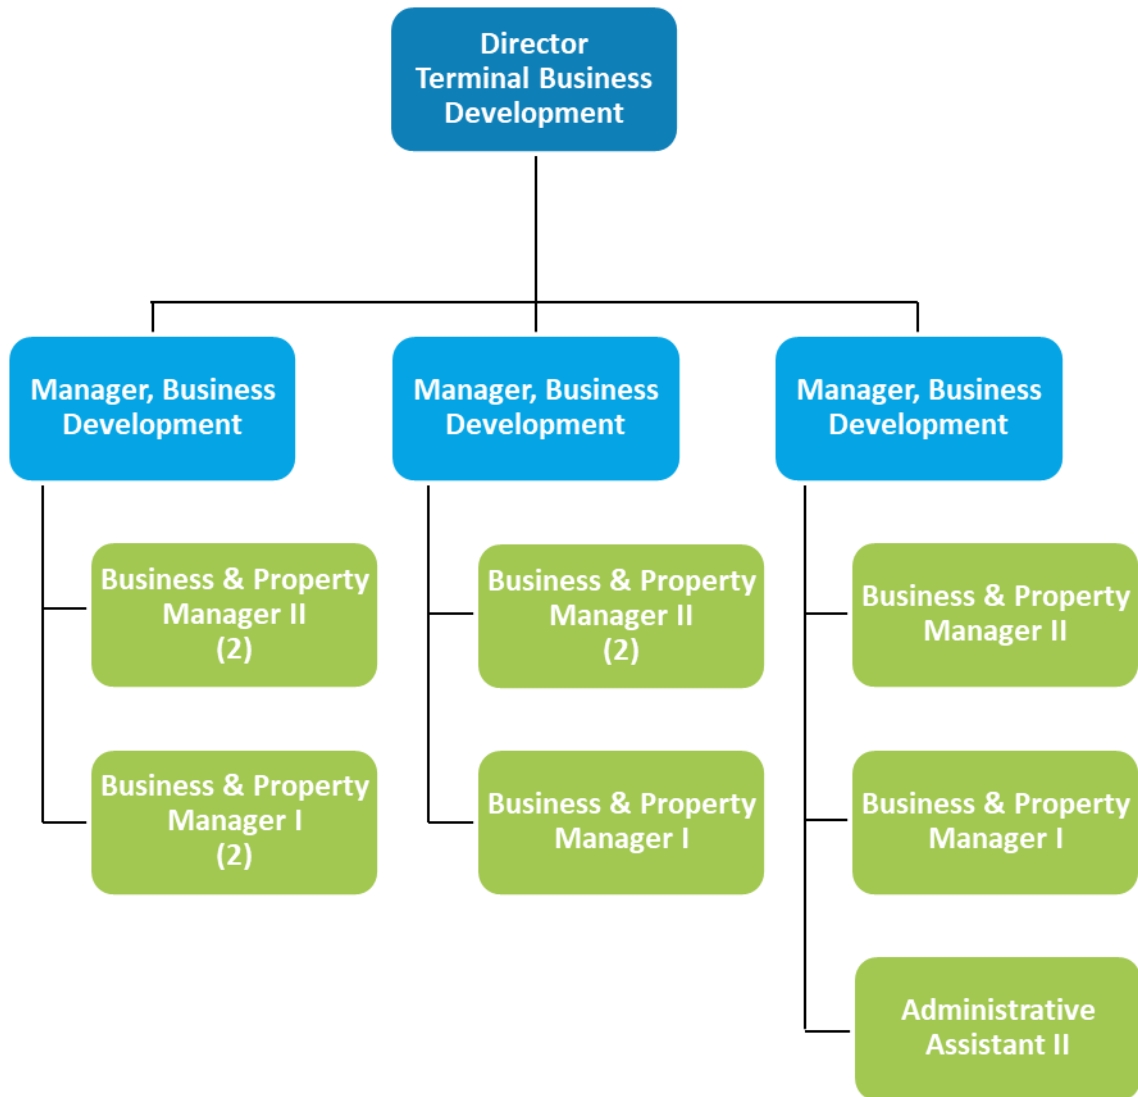 Director
Terminal Business
Development
Manager, Business
Development
Manager, Business
Development
Manager, Business
Development
Business & Property
Manager II
(2)
Business & Property
Manager II
(2)
Business & Property
Manager II
Business & Property
Manager I
(2)
Business & Property
Manager I
Business & Property
Manager I
Administrative
Assistant II